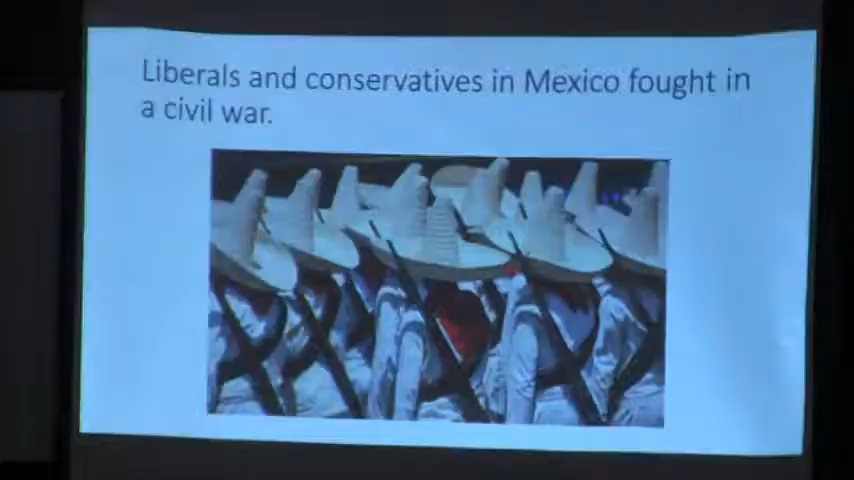 Liberals and conservatives in Mexico fought in
a civil war.